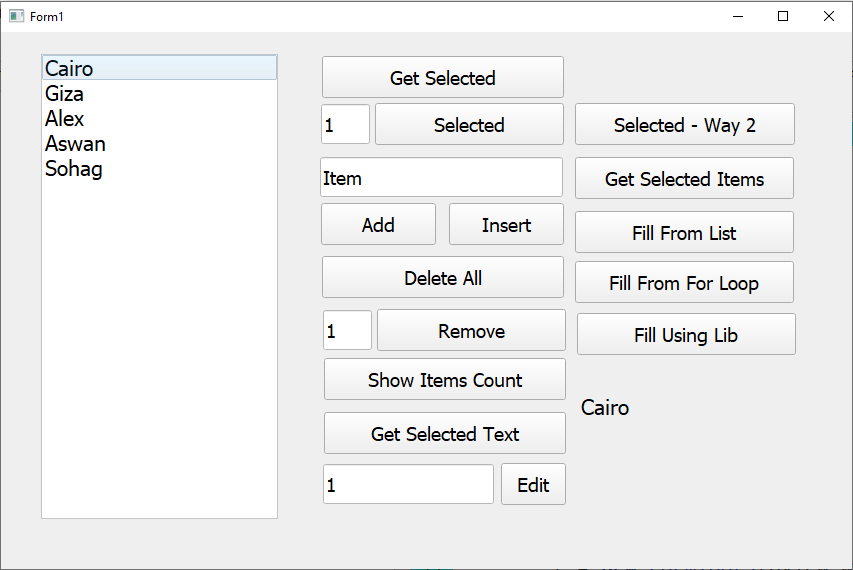 Form1
Cairo
Giza
Alex
Aswan
Sohag
Get Selected
1
Selected
Selected - Way 2
Item
Get Selected Items
Add
Insert
Fill From List
Delete All
Fill From For Loop
1
Remove
Fill Using Lib
Show Items Count
Cairo
Get Selected Text
1
Edit